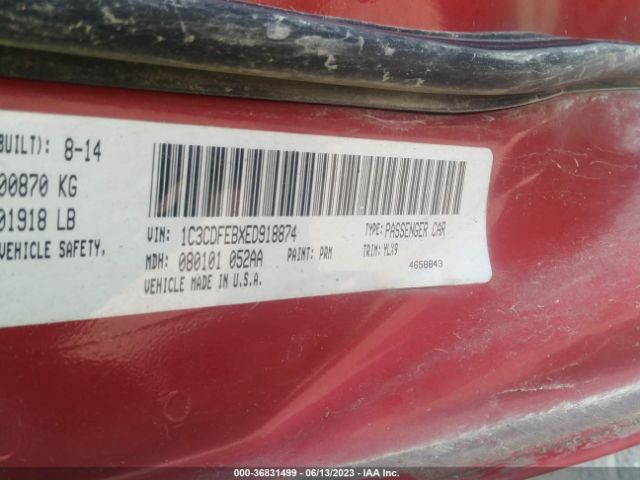 BUILT): 8-14
00870 KG
01918 LB
VEHICLE SAFETY,
VIN: 1C3CDFEBXED918874 TYPE: PASSENGER CAR
MDH: 080101 052AA PAINT: PRM TRIM: YLX9
VEHICLE MADE IN U.S.A. 4658843
000-36831499 - 06/13/2023 - IAA Inc.